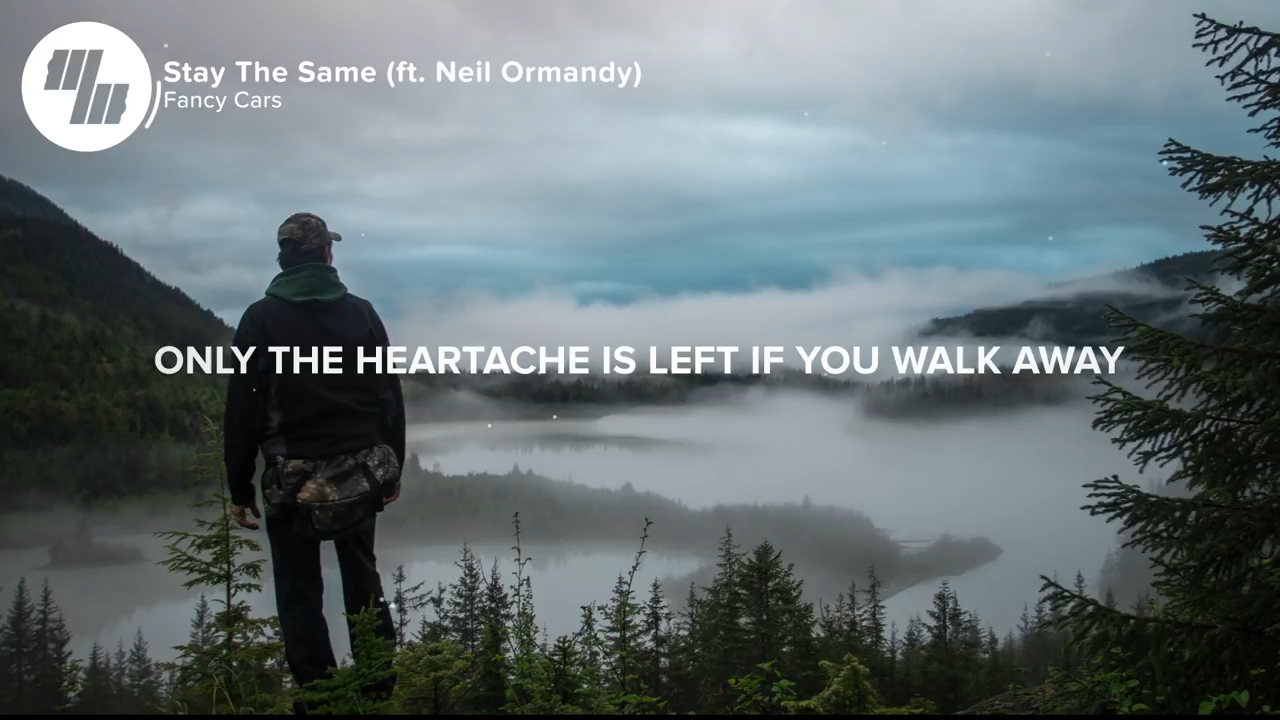 Stay The Same (ft. Neil Ormandy)
Fancy Cars
ONLY THE HEARTACHE IS LEFT IF YOU WALK AWAY